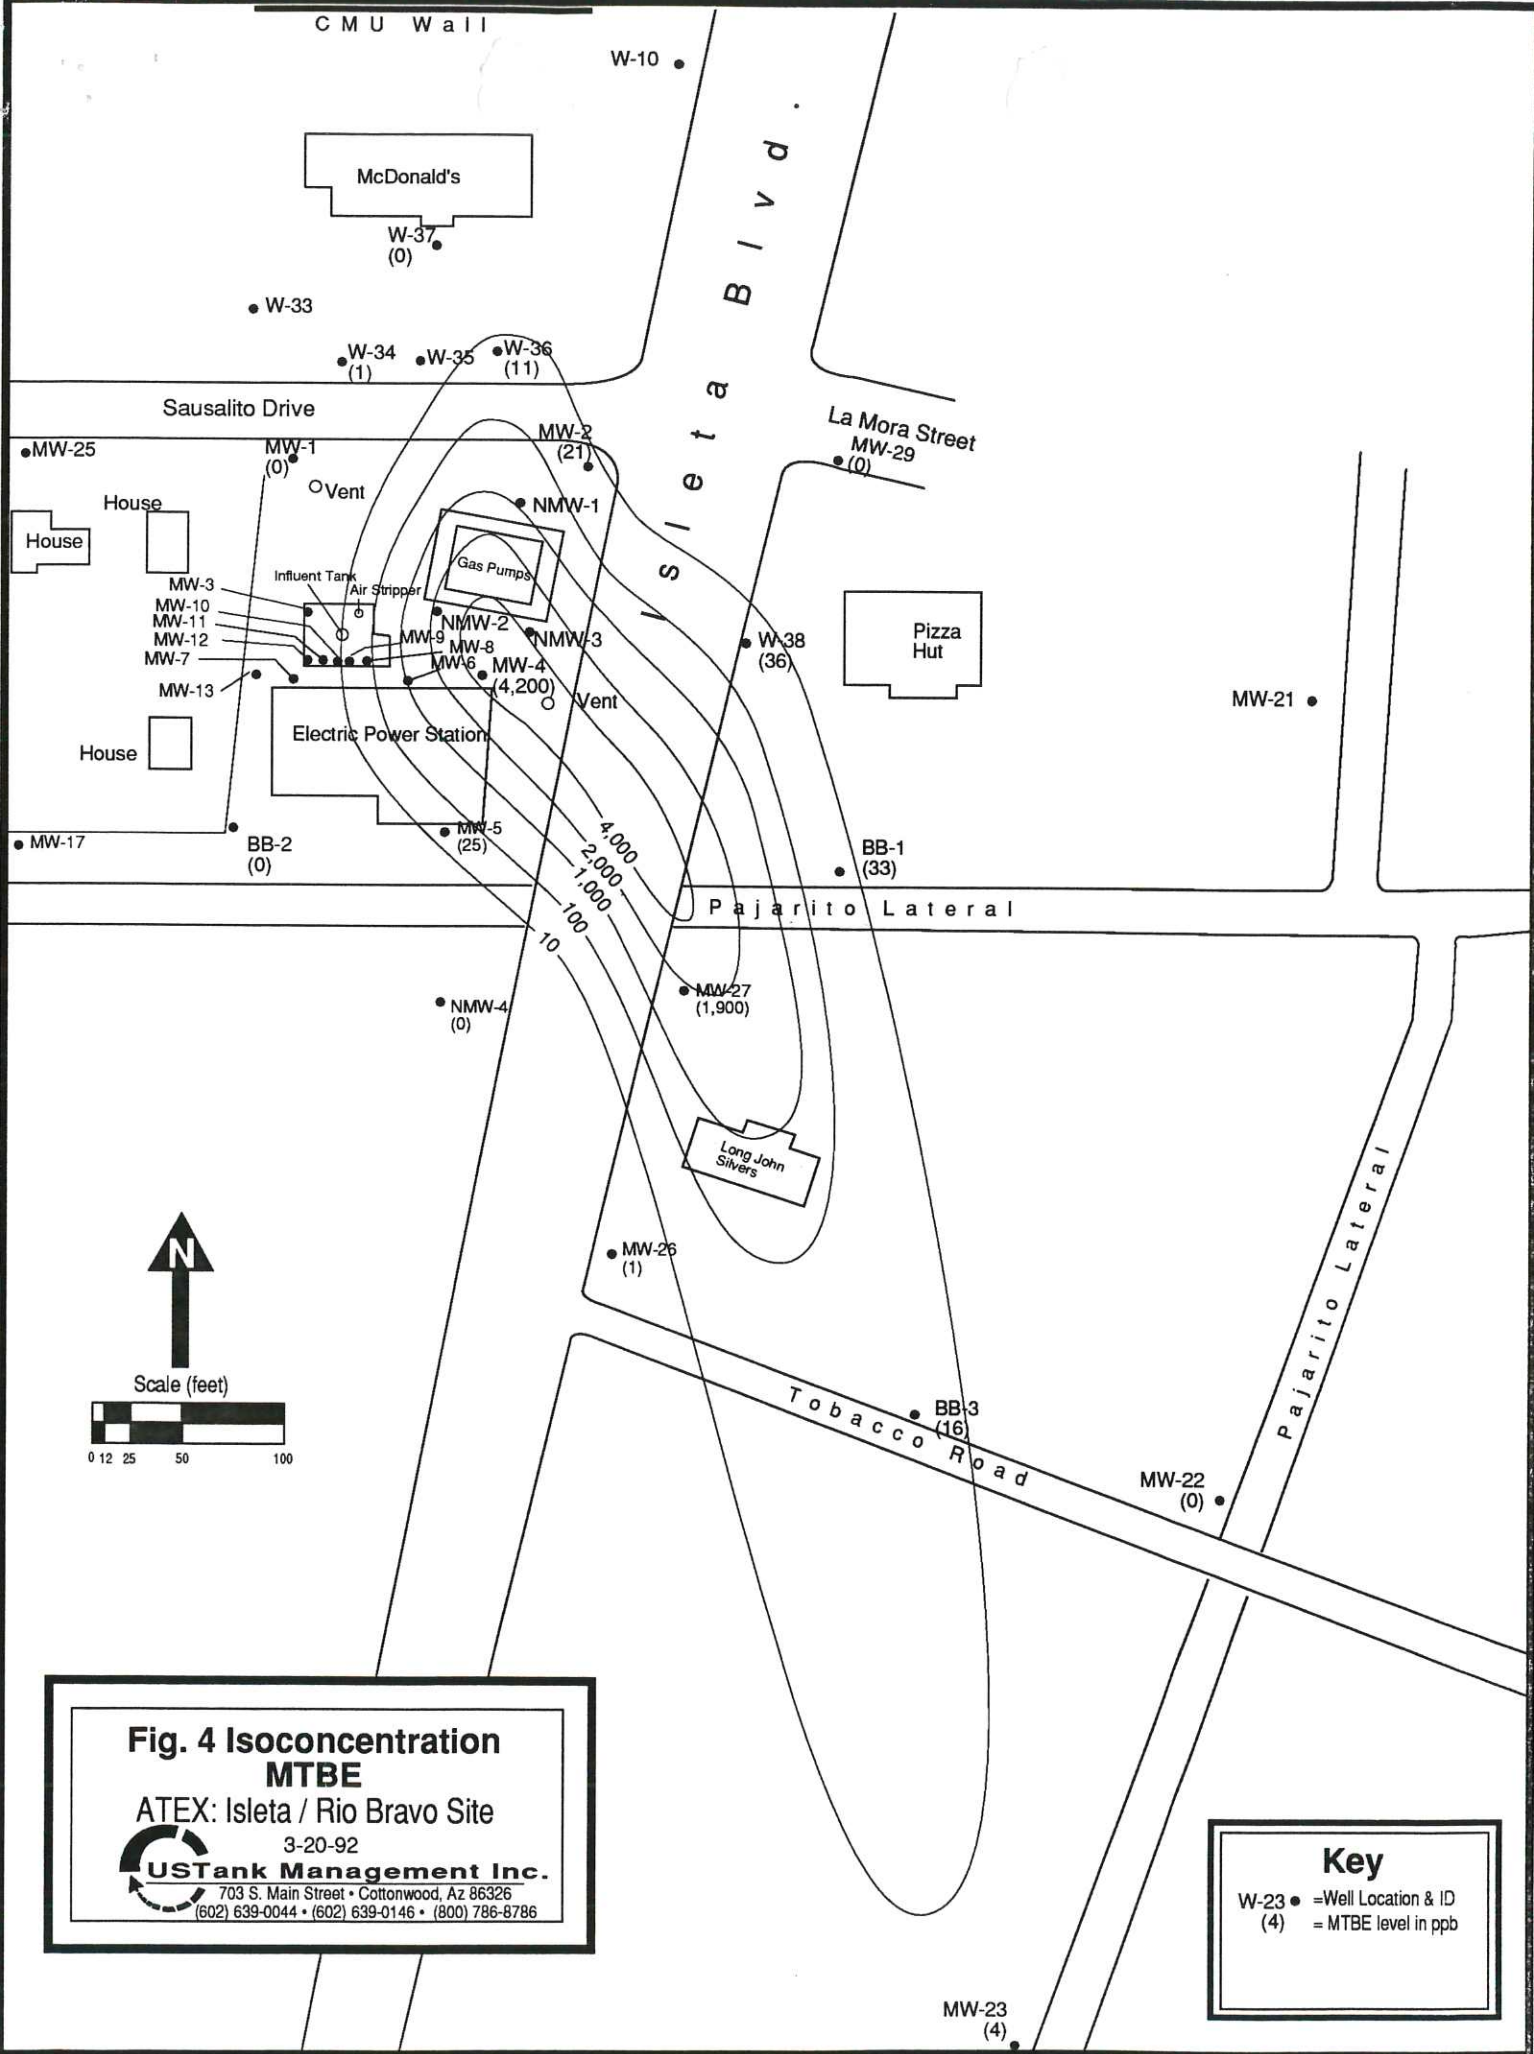 CMU Wall
W-10
McDonald's
W-37
(0)
Isleta Blvd.
W-33
W-34
(1)
W-35
W-36
(11)
Sausalito Drive
La Mora Street
MW-29
(0)
MW-25
MW-1
(0)
MW-2
(21)
Vent
House
House
NMW-1
Gas Pumps
Influent Tank
Air Stripper
MW-3
MW-10
MW-11
MW-12
MW-7
MW-13
MW-9
MW-8
MW-6
NMW-2
NMW-3
MW-4
(4,200)
Vent
W-38
(36)
Pizza
Hut
MW-21
House
Electric Power Station
MW-17
BB-2
(0)
MW-5
(25)
4,000
2,000
1,000
100
10
BB-1
(33)
Pajarito Lateral
NMW-4
(0)
MW-27
(1,900)
Long John
Silvers
Pajarito Lateral
MW-26
(1)
N
Scale (feet)
0 12 25 50 100
Tobacco Road
BB-3
(16)
MW-22
(0)
Fig. 4 Isoconcentration
MTBE
ATEX: Isleta / Rio Bravo Site
3-20-92
USTank Management Inc.
703 S. Main Street • Cottonwood, Az 86326
(602) 639-0044 • (602) 639-0146 • (800) 786-8786
Key
W-23 =Well Location & ID
(4) = MTBE level in ppb
MW-23
(4)